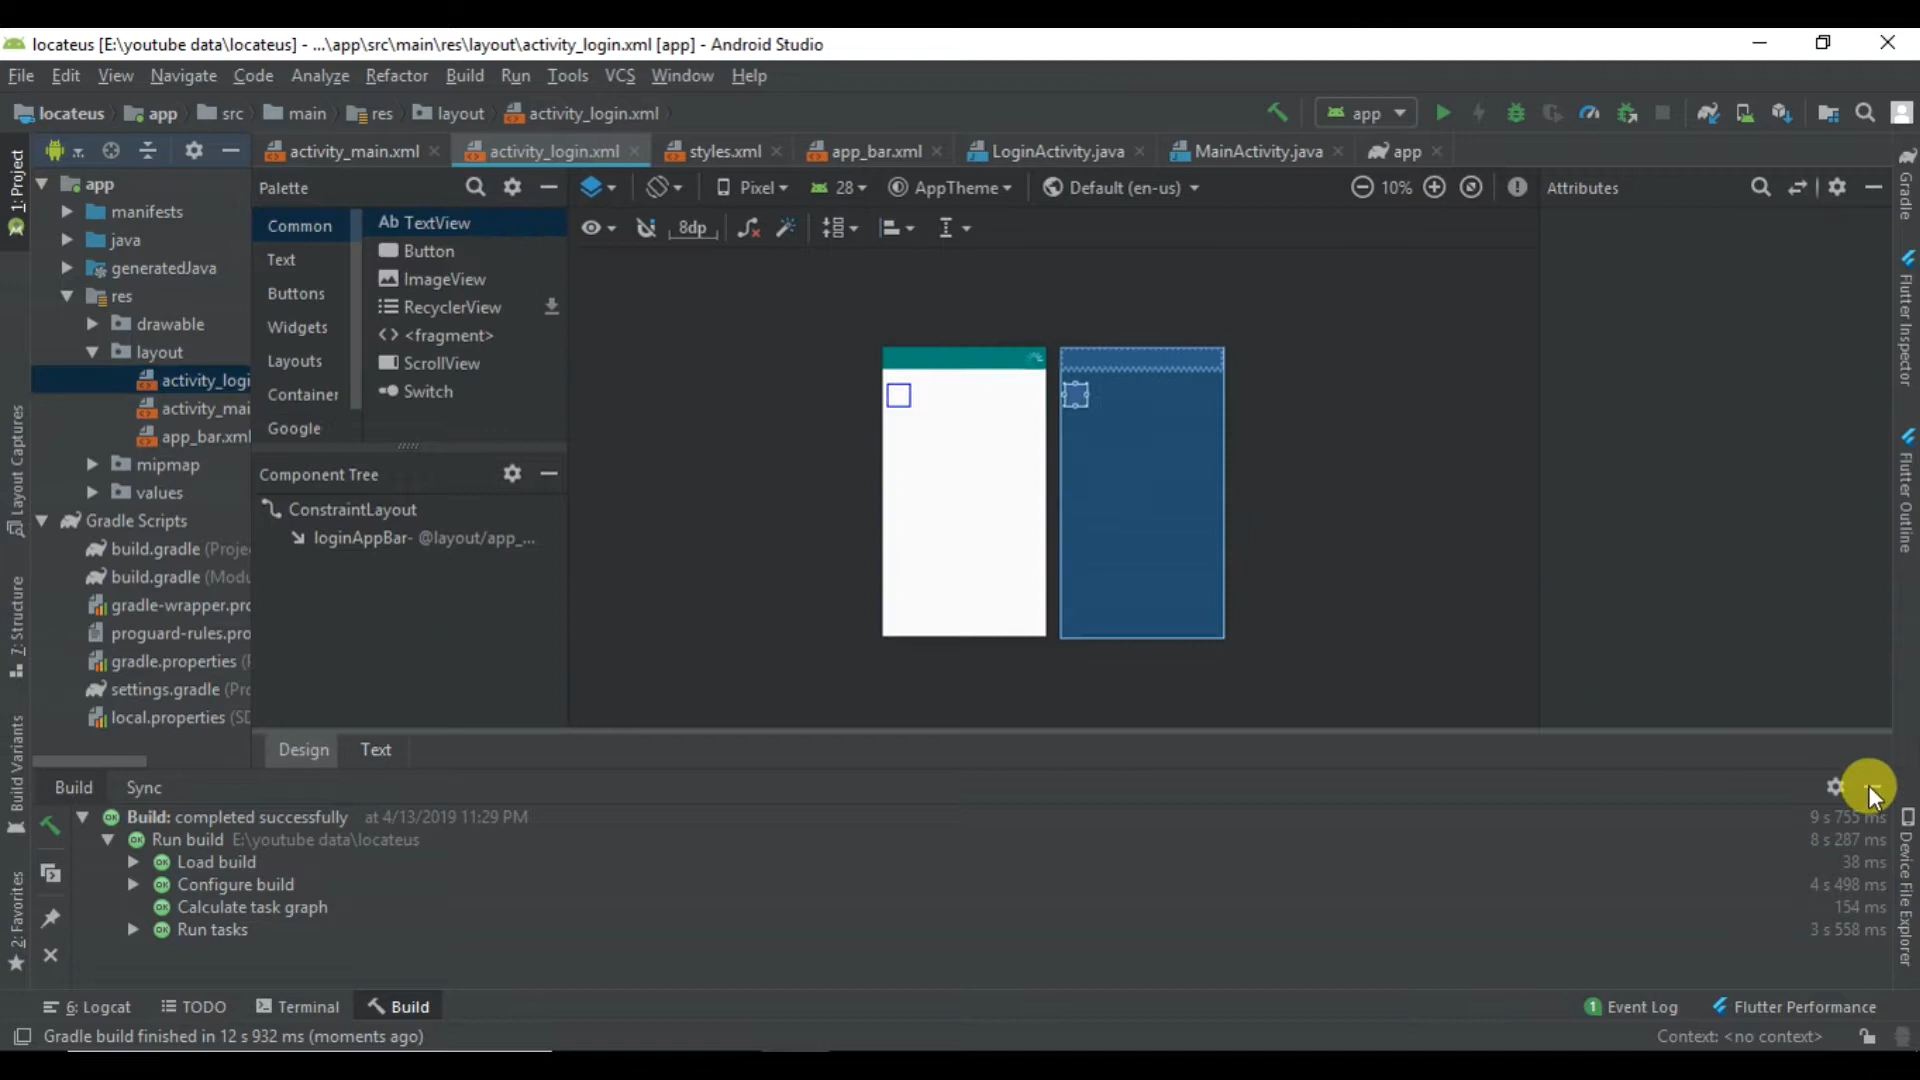 locateus [E:\youtube data\locateus] - ...\app\src\main\res\layout\activity_login.xml [app] - Android Studio
File Edit View Navigate Code Analyze Refactor Build Run Tools VCS Window Help
locateus app src main res layout activity_login.xml app
activity_main.xml activity_login.xml styles.xml app_bar.xml LoginActivity.java MainActivity.java app
1: Project
7: Structure
Layout Captures
Build Variants
2: Favorites
app
manifests
java
generatedJava
res
drawable
layout
activity_logi
activity_mai
app_bar.xml
mipmap
values
Gradle Scripts
build.gradle (Proje
build.gradle (Modu
gradle-wrapper.pro
proguard-rules.pro
gradle.properties (
settings.gradle (Pro
local.properties (SD
Palette
Common
Text
Buttons
Widgets
Layouts
Container
Google
Ab TextView
Button
ImageView
RecyclerView
<fragment>
ScrollView
Switch
Component Tree
ConstraintLayout
loginAppBar- @layout/app_...
Pixel 28 AppTheme Default (en-us) 10%
8dp
Attributes
Gradle
Flutter Inspector
Flutter Outline
Device File Explorer
Design Text
Build Sync
Build: completed successfully at 4/13/2019 11:29 PM 9 s 755 ms
Run build E:\youtube data\locateus 8 s 287 ms
Load build 38 ms
Configure build 4 s 498 ms
Calculate task graph 154 ms
Run tasks 3 s 558 ms
6: Logcat TODO Terminal Build 1 Event Log Flutter Performance
Gradle build finished in 12 s 932 ms (moments ago) Context: <no context>